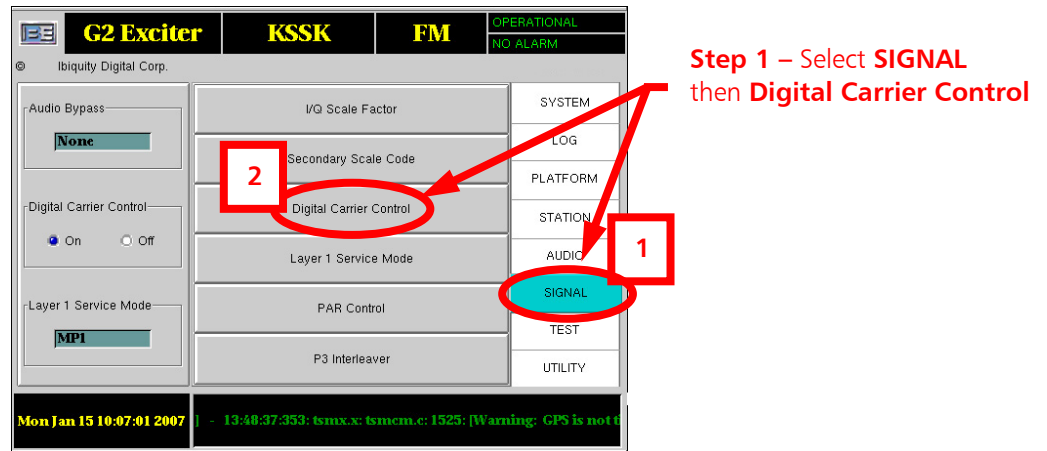 G2 Exciter
KSSK
FM
OPERATIONAL
NO ALARM
© Ibiquity Digital Corp.
Audio Bypass
None
Digital Carrier Control
On
Off
Layer 1 Service Mode
MP1
I/Q Scale Factor
Secondary Scale Code
2
Digital Carrier Control
Layer 1 Service Mode
PAR Control
P3 Interleaver
SYSTEM
LOG
PLATFORM
STATION
AUDIO
1
SIGNAL
TEST
UTILITY
Mon Jan 15 10:07:01 2007
] - 13:48:37:353: tsmx.x: tsmcm.c: 1525: [Warning: GPS is not
Step 1 – Select SIGNAL
then Digital Carrier Control